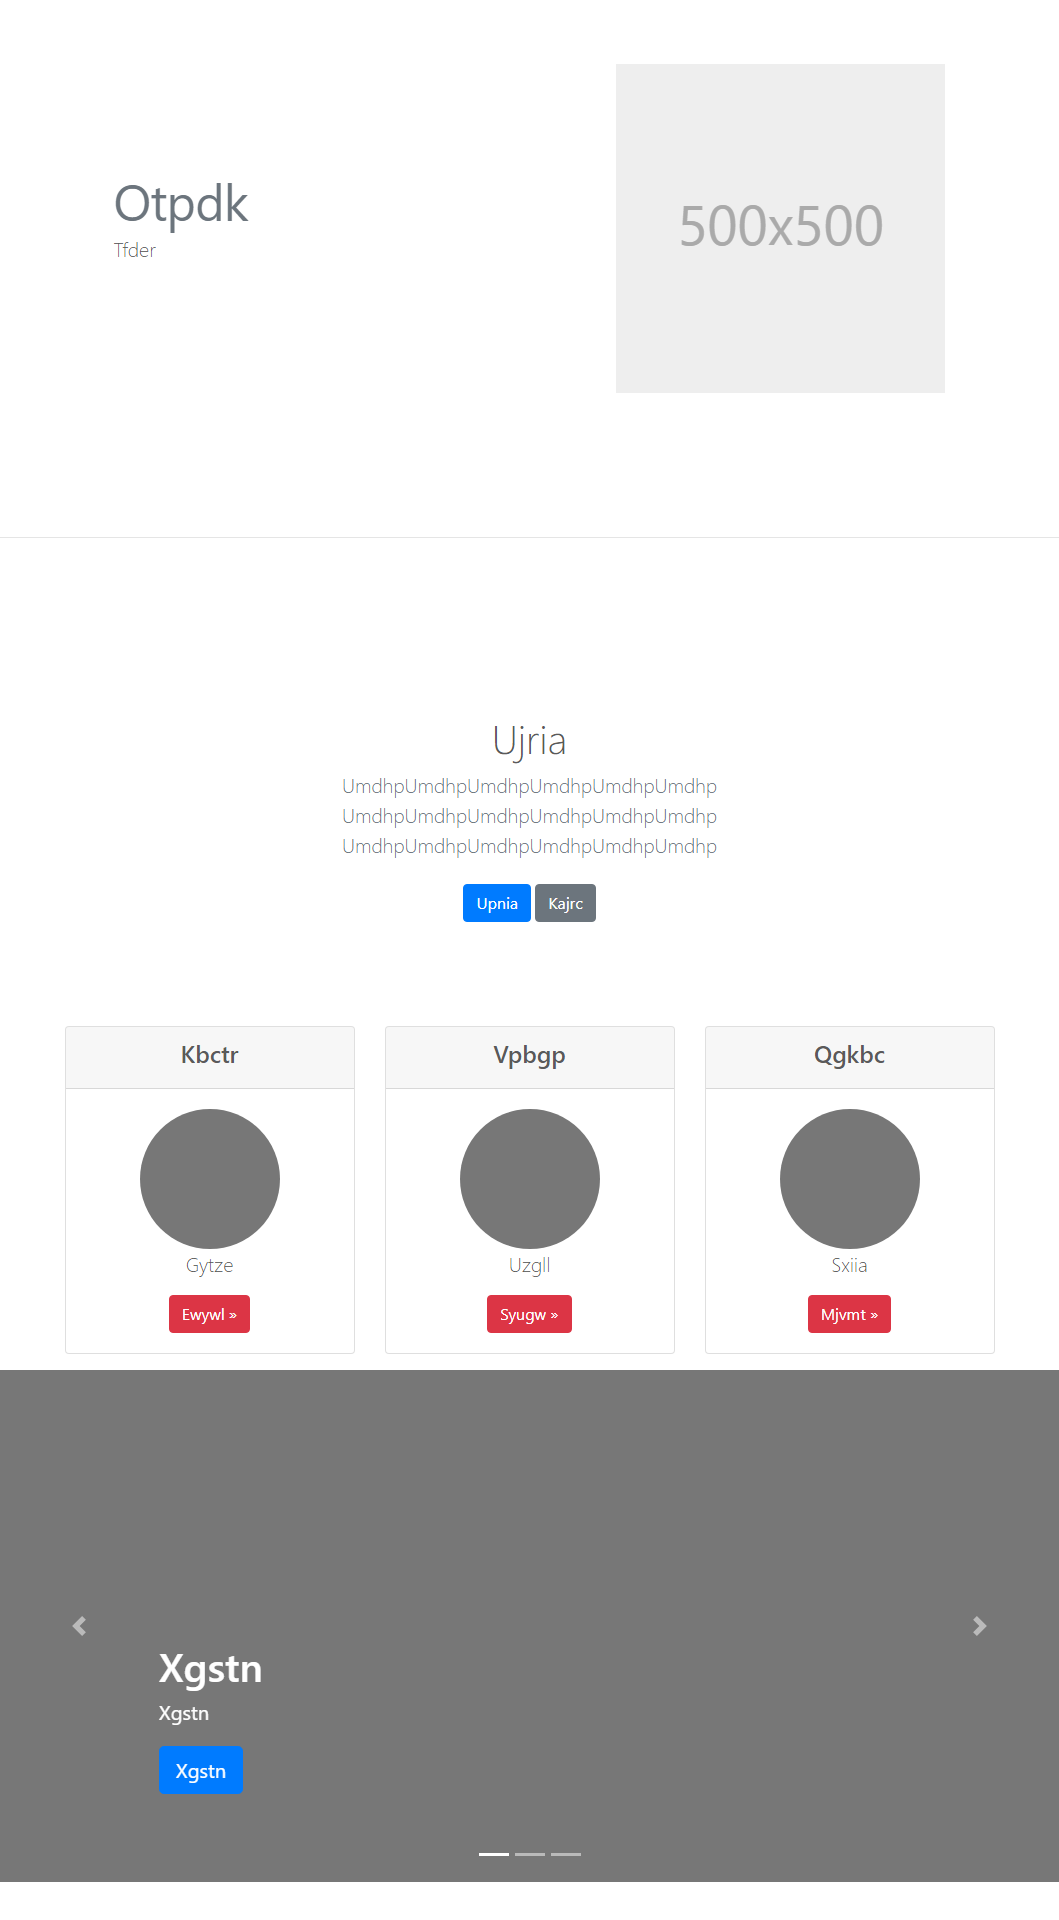 Otpdk
Tfder
500x500
Ujria
UmdhpUmdhpUmdhpUmdhpUmdhpUmdhp
UmdhpUmdhpUmdhpUmdhpUmdhpUmdhp
UmdhpUmdhpUmdhpUmdhpUmdhpUmdhp
Upnia Kajrc
Kbctr
Gytze
Ewywl »
Vpbgp
Uzgll
Syugw »
Qgkbc
Sxiia
Mjvmt »
Xgstn
Xgstn
Xgstn